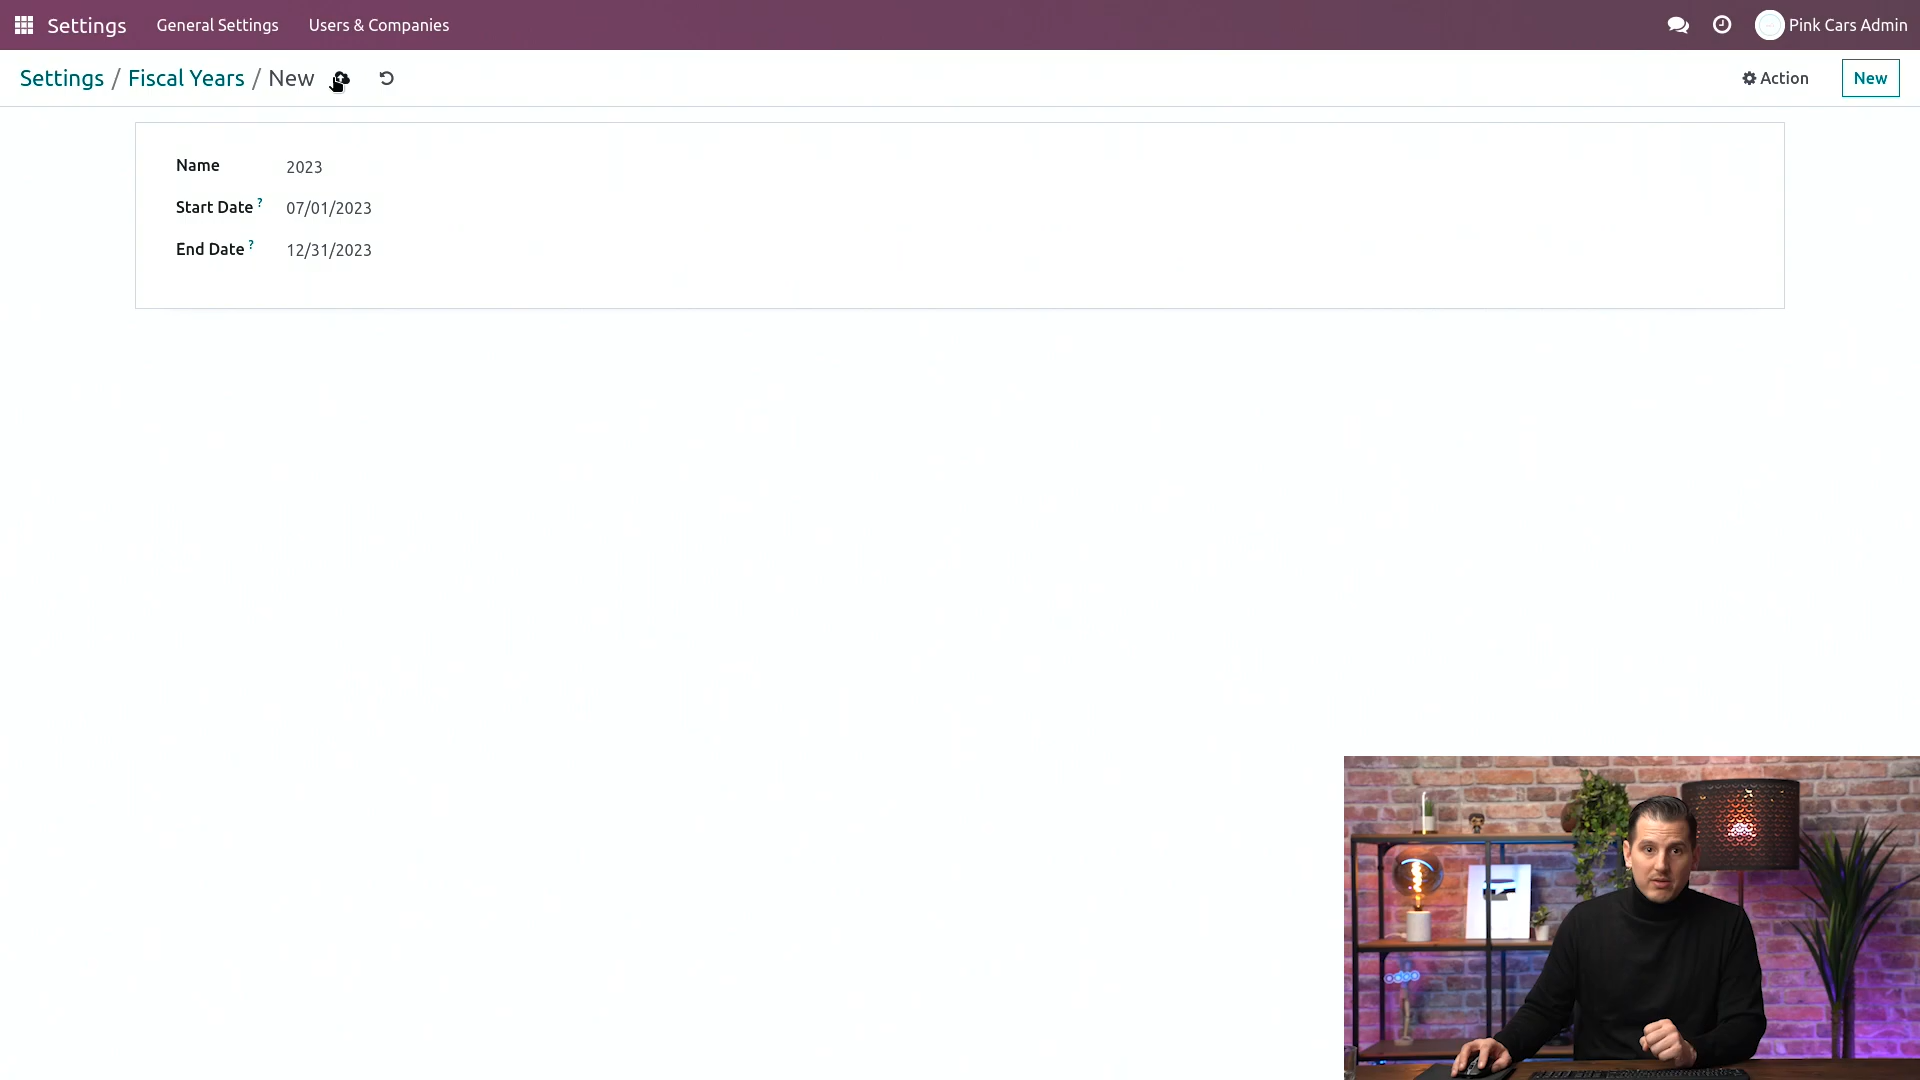 Settings General Settings Users & Companies Pink Cars Admin
Settings / Fiscal Years / New Action New
Name 2023
Start Date ? 07/01/2023
End Date ? 12/31/2023